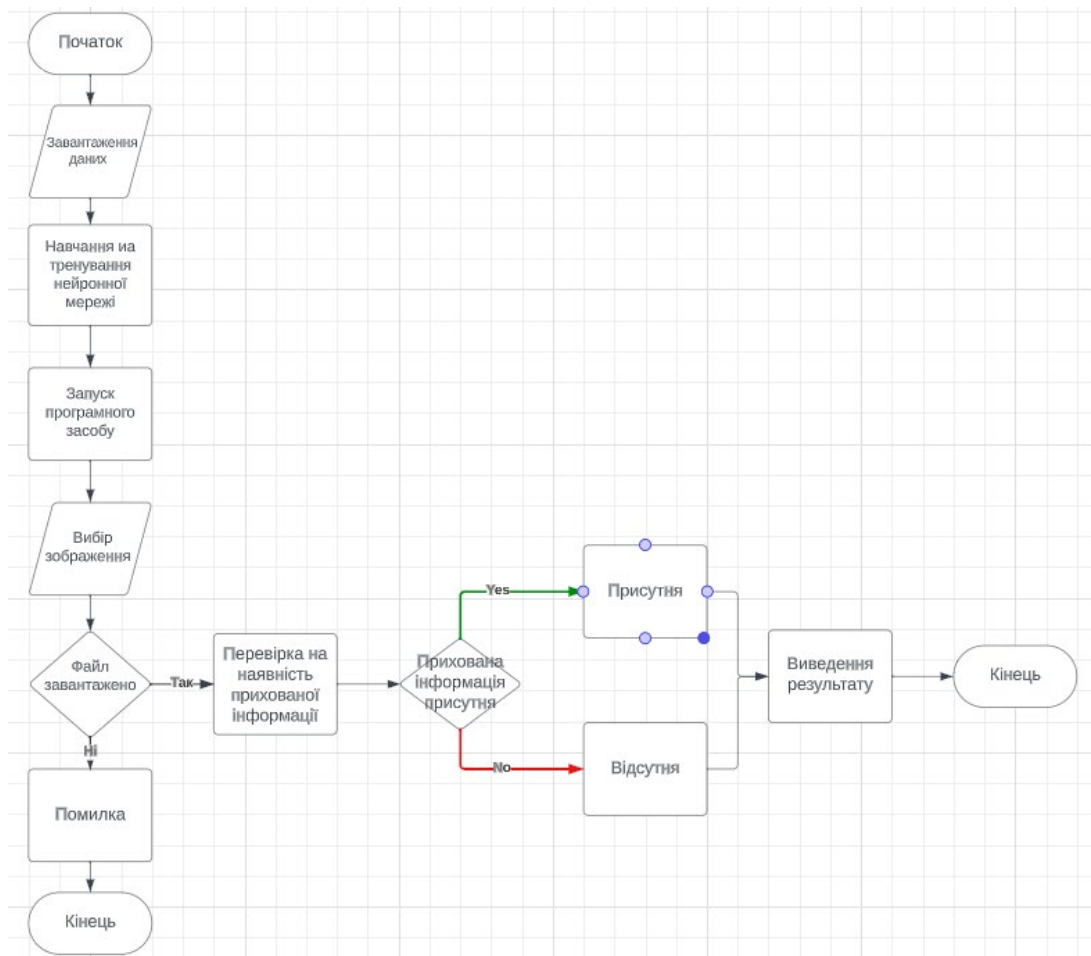 Початок
Завантаження
даних
Навчання иа
тренування
нейронної
мережі
Запуск
програмного
засобу
Вибір
зображення
Файл
завантажено
Так
Перевірка на
наявність
прихованої
інформації
Прихована
інформація
присутня
Yes
Присутня
No
Відсутня
Виведення
результату
Кінець
Ні
Помилка
Кінець